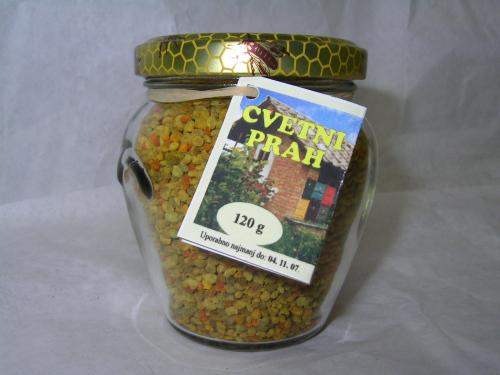 CVETNI
PRAH
120 g
Uporabno najmanj do: 04. 11. 07.